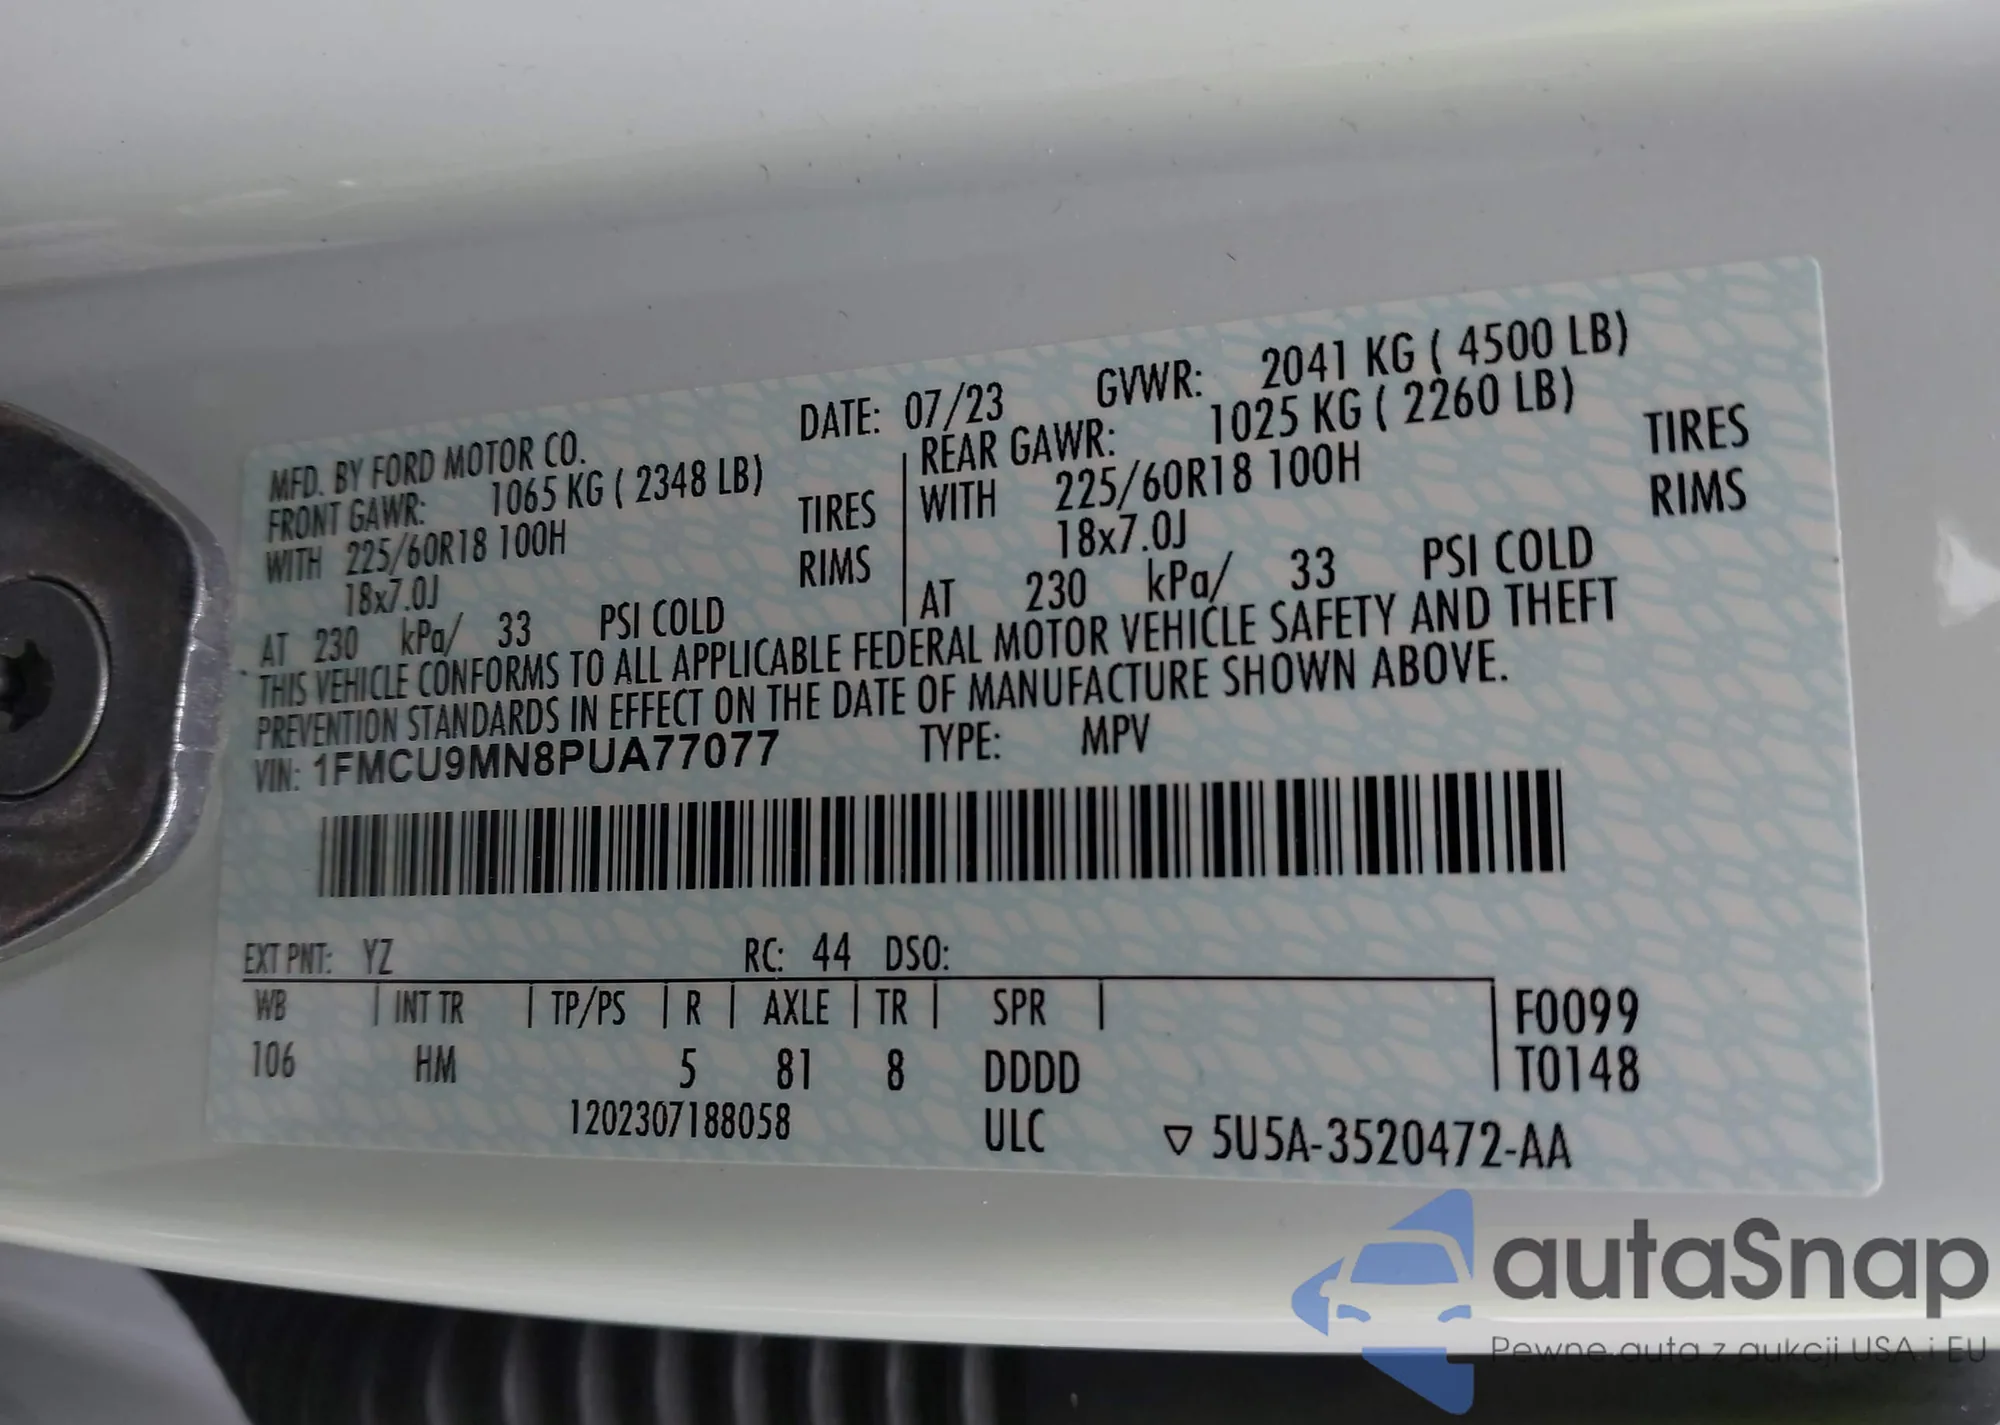 MFD. BY FORD MOTOR CO. DATE: 07/23 GVWR: 2041 KG ( 4500 LB)
FRONT GAWR: 1065 KG ( 2348 LB) REAR GAWR: 1025 KG ( 2260 LB)
WITH 225/60R18 100H TIRES WITH 225/60R18 100H TIRES
18x7.0J RIMS 18x7.0J RIMS
AT 230 kPa/ 33 PSI COLD AT 230 kPa/ 33 PSI COLD
THIS VEHICLE CONFORMS TO ALL APPLICABLE FEDERAL MOTOR VEHICLE SAFETY AND THEFT
PREVENTION STANDARDS IN EFFECT ON THE DATE OF MANUFACTURE SHOWN ABOVE.
VIN: 1FMCU9MN8PUA77077 TYPE: MPV
EXT PNT: YZ RC: 44 DSO:
WB INT TR TP/PS R AXLE TR SPR F0099
106 HM 5 81 8 DDDD T0148
1202307188058 ULC ▽ 5U5A-3520472-AA
autaSnap
Pewne auta z aukcji USA i EU